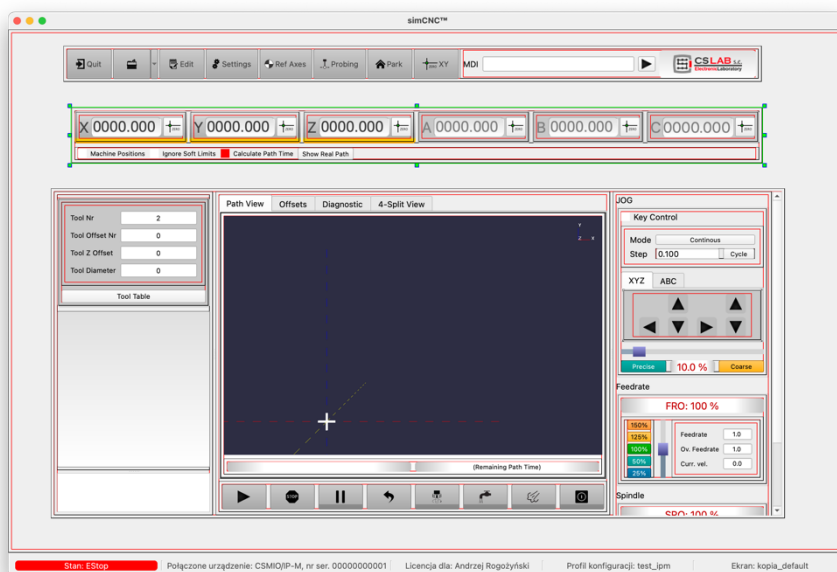 simCNC™
Quit Edit Settings Ref Axes Probing Park XY MDI CSLAB s.c.
ElectronicLaboratory
X 0000.000 Y 0000.000 Z 0000.000 A 0000.000 B 0000.000 C 0000.000
Machine Positions Ignore Soft Limits Calculate Path Time Show Real Path
Tool Nr 2
Tool Offset Nr 0
Tool Z Offset 0
Tool Diameter 0
Tool Table
Path View Offsets Diagnostic 4-Split View
Y
Z X
(Remaining Path Time)
STOP
JOG
Key Control
Mode Continous
Step 0.100 Cycle
XYZ ABC
Precise 10.0 % Coarse
Feedrate
FRO: 100 %
150%
125%
100%
50%
25%
Feedrate 1.0
Ov. Feedrate 1.0
Curr. vel. 0.0
Spindle
SRO: 100 %
Stan: EStop Połączone urządzenie: CSMIO/IP-M, nr ser. 00000000001 Licencja dla: Andrzej Rogożyński Profil konfiguracji: test_ipm Ekran: kopia_default